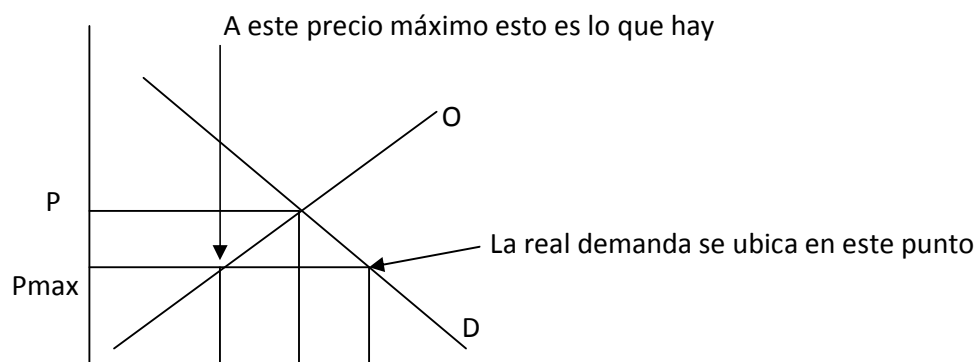 A este precio máximo esto es lo que hay
O
P
La real demanda se ubica en este punto
Pmax
D